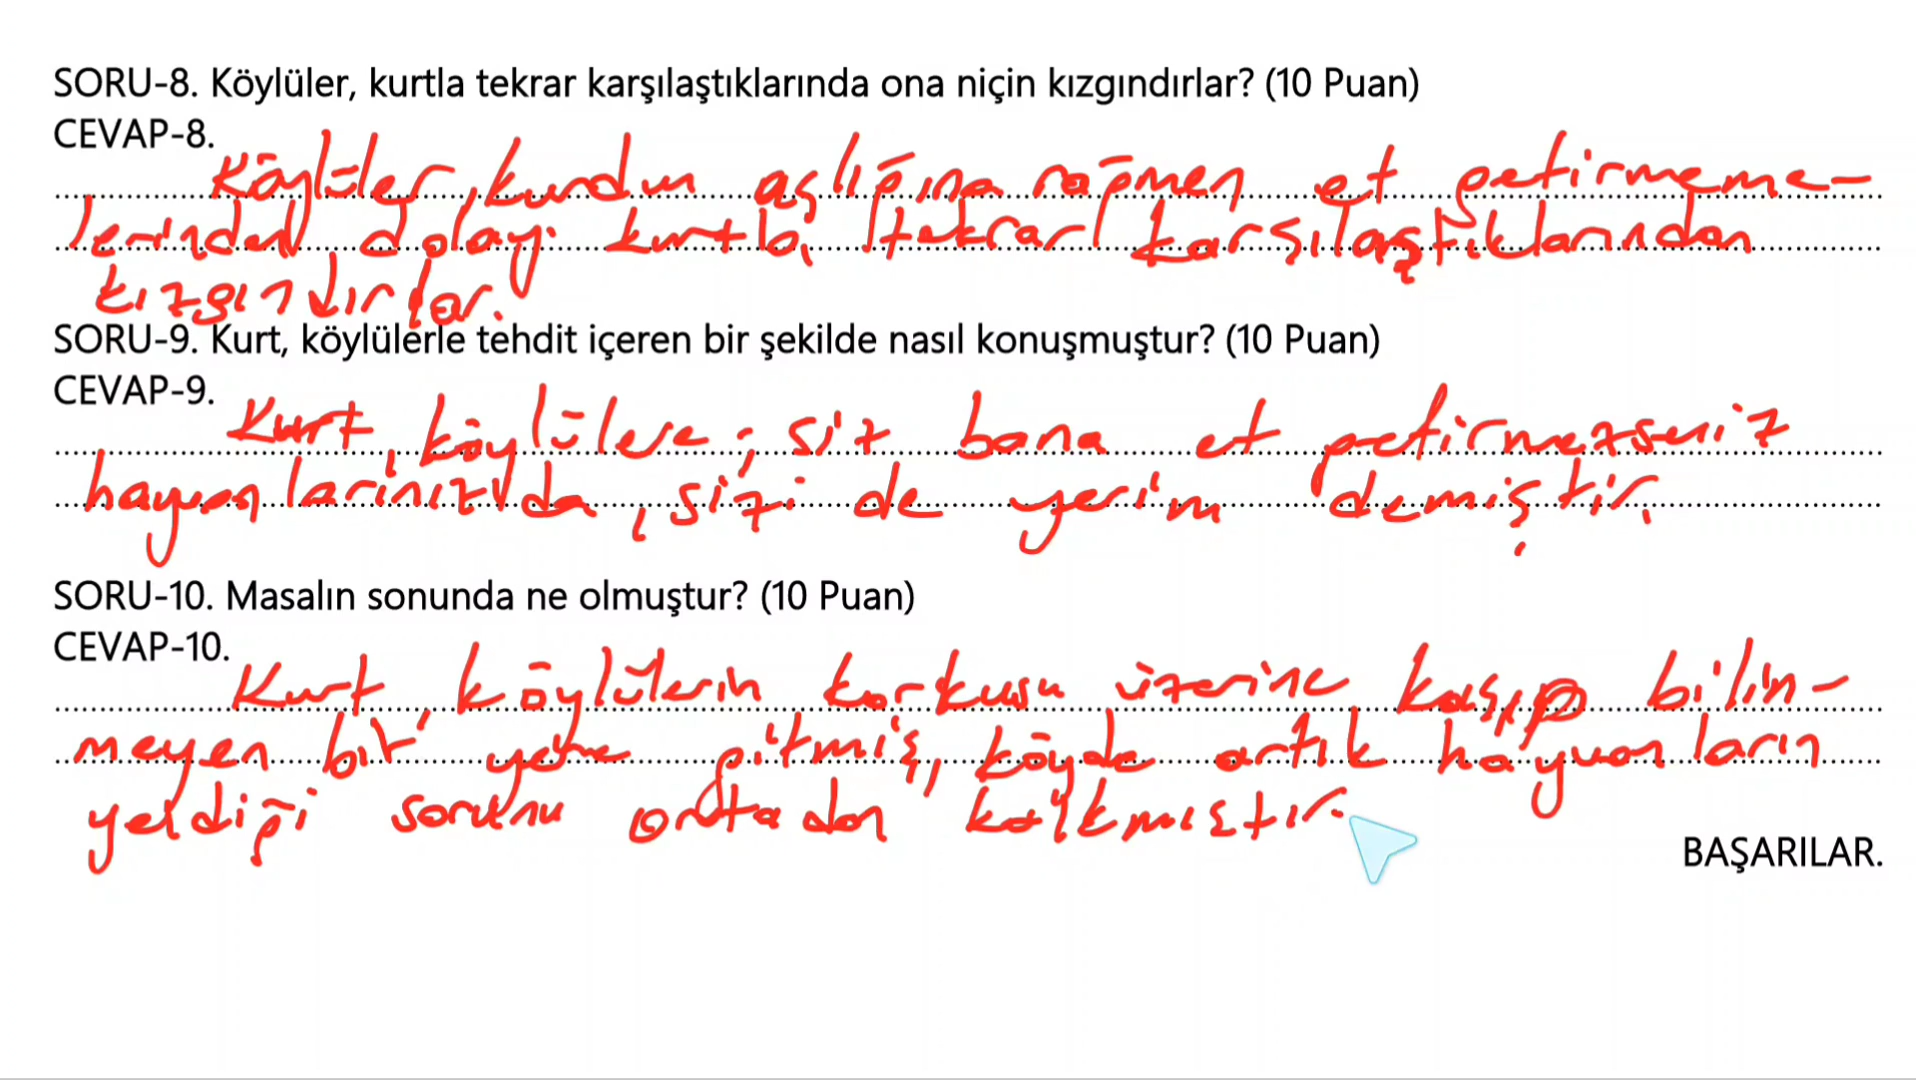 SORU-8. Köylüler, kurtla tekrar karşılaştıklarında ona niçin kızgındırlar? (10 Puan)
CEVAP-8.
Köylüler, kurdun açlığına rağmen et getirmeme-
lerinden dolayı kurtla tekrar karşılaştıklarından
kızgındırlar.
SORU-9. Kurt, köylülerle tehdit içeren bir şekilde nasıl konuşmuştur? (10 Puan)
CEVAP-9.
Kurt, köylülere; siz bana et getirmezseniz
hayvanlarınızı da, sizi de yerim demiştir.
SORU-10. Masalın sonunda ne olmuştur? (10 Puan)
CEVAP-10.
Kurt, köylülerin korkusu üzerine kaçıp bilin-
meyen bir yere gitmiş, köyde artık hayvanların
yendiği sorunu ortadan kalkmıştır.
BAŞARILAR.